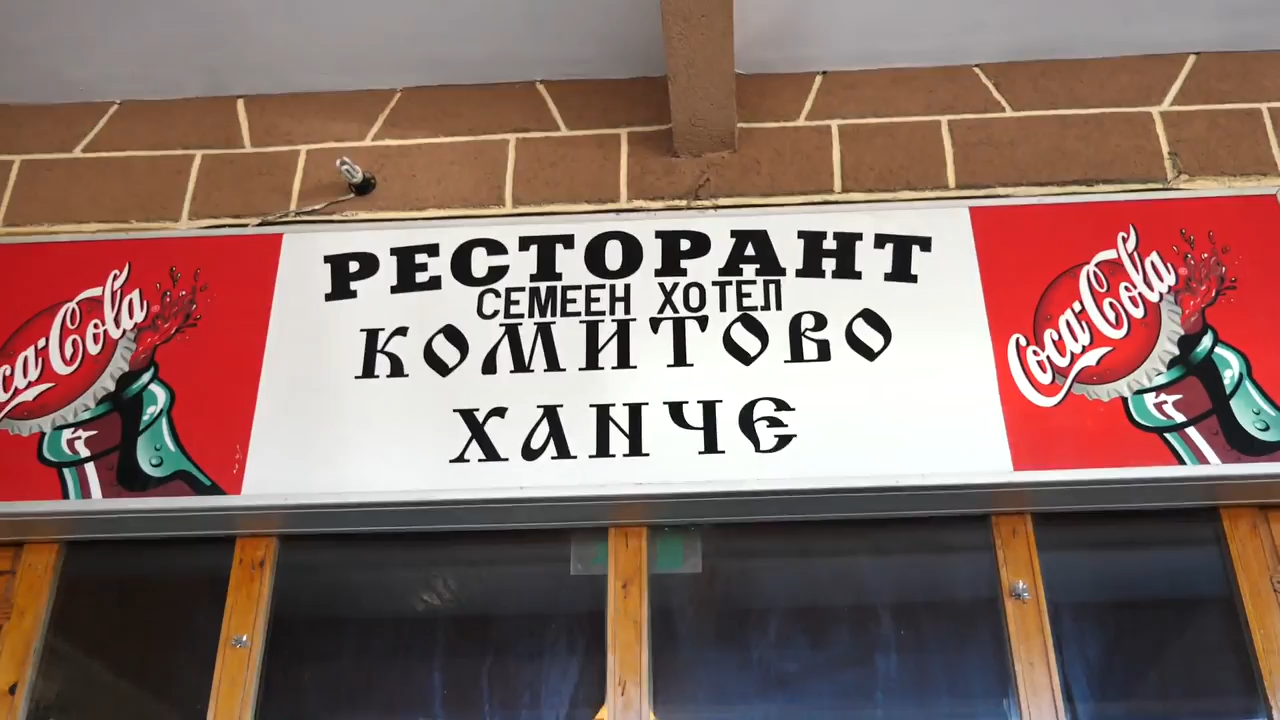 РЕСТОРАНТ
СЕМЕЕН ХОТЕЛ
КОМИТОВО
ХАНЧЕ
Coca-Cola
Coca-Cola